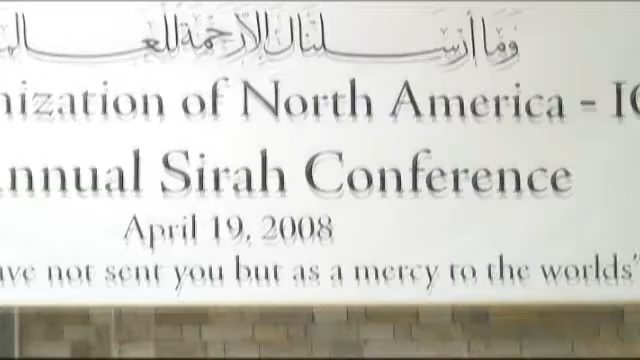 وما أرسلناك إلا رحمة للعالم
nization of North America - IC
nnual Sirah Conference
April 19, 2008
ave not sent you but as a mercy to the worlds"